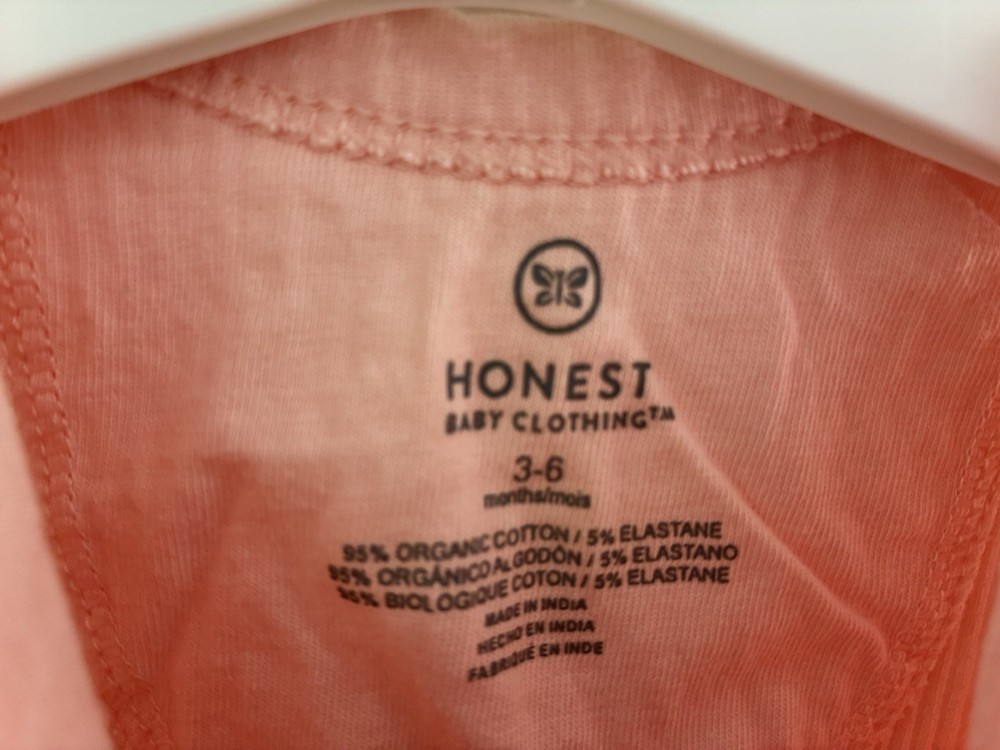 HONEST
BABY CLOTHING™
3-6
months/mois
95% ORGANIC COTTON / 5% ELASTANE
95% ORGÁNICO ALGODÓN / 5% ELASTANO
95% BIOLOGIQUE COTON / 5% ELASTANE
MADE IN INDIA
HECHO EN INDIA
FABRIQUÉ EN INDE